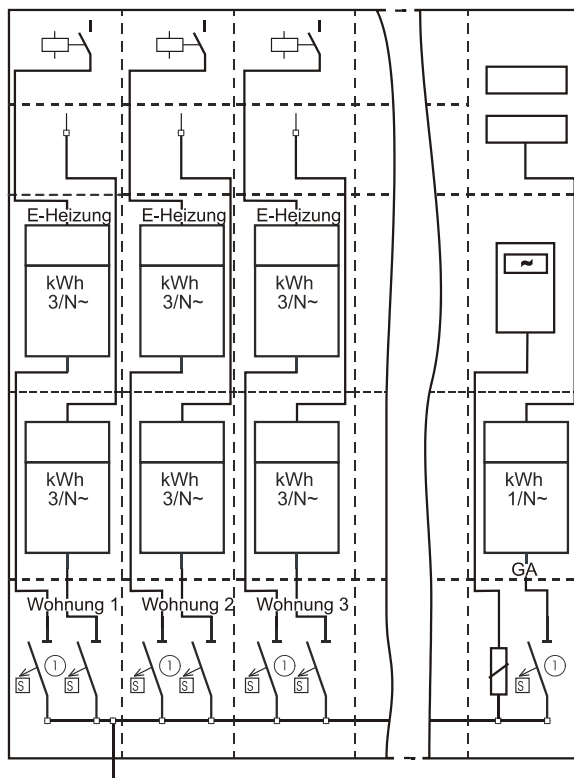 E-Heizung E-Heizung E-Heizung
kWh kWh kWh
3/N~ 3/N~ 3/N~
~
kWh kWh kWh kWh
3/N~ 3/N~ 3/N~ 1/N~
GA
Wohnung 1 Wohnung 2 Wohnung 3
1 1 1 1
S S S S S S S